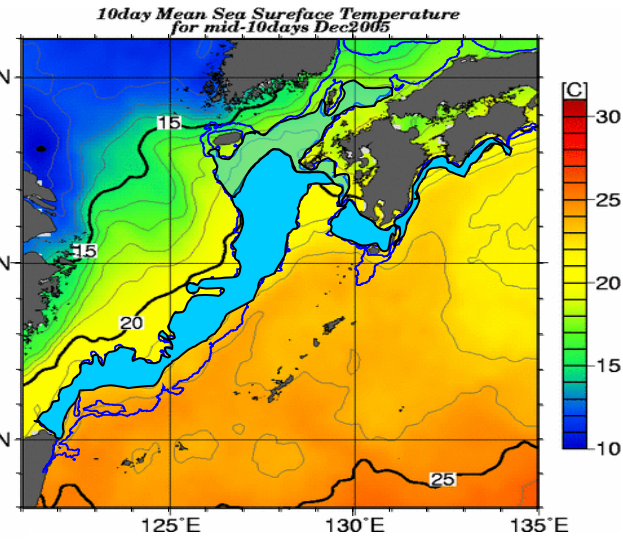 10day Mean Sea Sureface Temperature
for mid-10days Dec2005
N
[C]
30
15
25
15
N
20
20
15
N
10
25
125°E
130°E
135°E